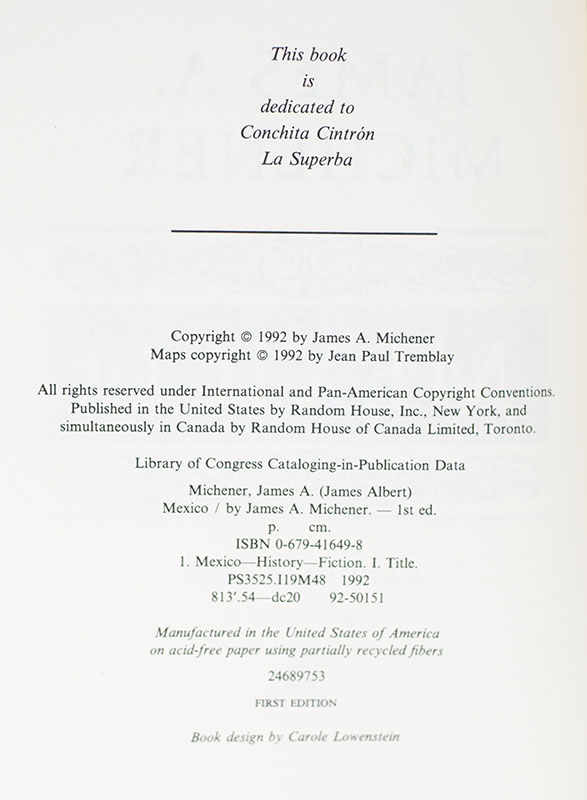 This book
is
dedicated to
Conchita Cintrón
La Superba
Copyright © 1992 by James A. Michener
Maps copyright © 1992 by Jean Paul Tremblay
All rights reserved under International and Pan-American Copyright Conventions.
Published in the United States by Random House, Inc., New York, and
simultaneously in Canada by Random House of Canada Limited, Toronto.
Library of Congress Cataloging-in-Publication Data
Michener, James A. (James Albert)
Mexico / by James A. Michener. — 1st ed.
p. cm.
ISBN 0-679-41649-8
1. Mexico—History—Fiction. I. Title.
PS3525.I19M48 1992
813'.54—dc20 92-50151
Manufactured in the United States of America
on acid-free paper using partially recycled fibers
24689753
FIRST EDITION
Book design by Carole Lowenstein